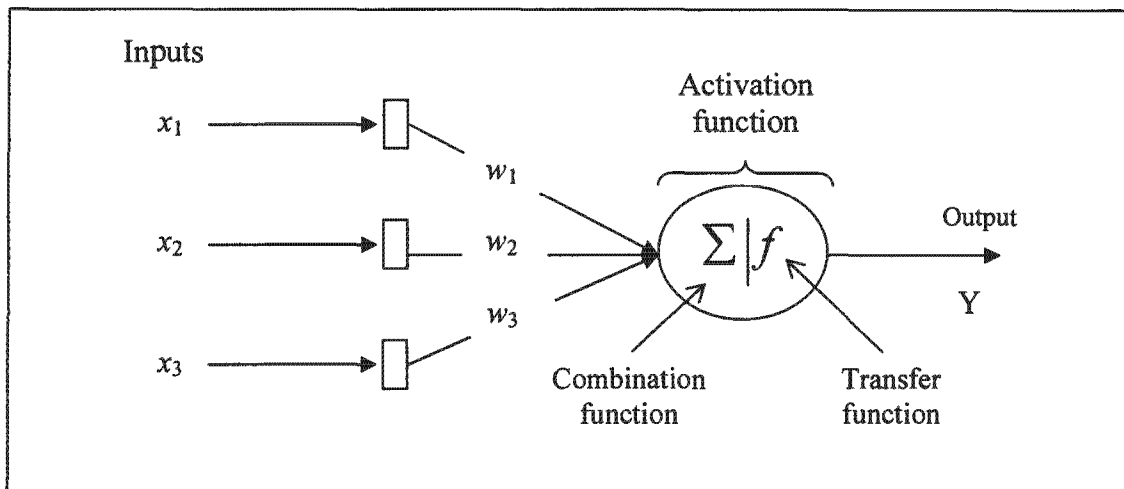 Inputs
Activation
function
x₁
w₁
Output
x₂
w₂
Σ | f
Y
w₃
x₃
Combination
function
Transfer
function